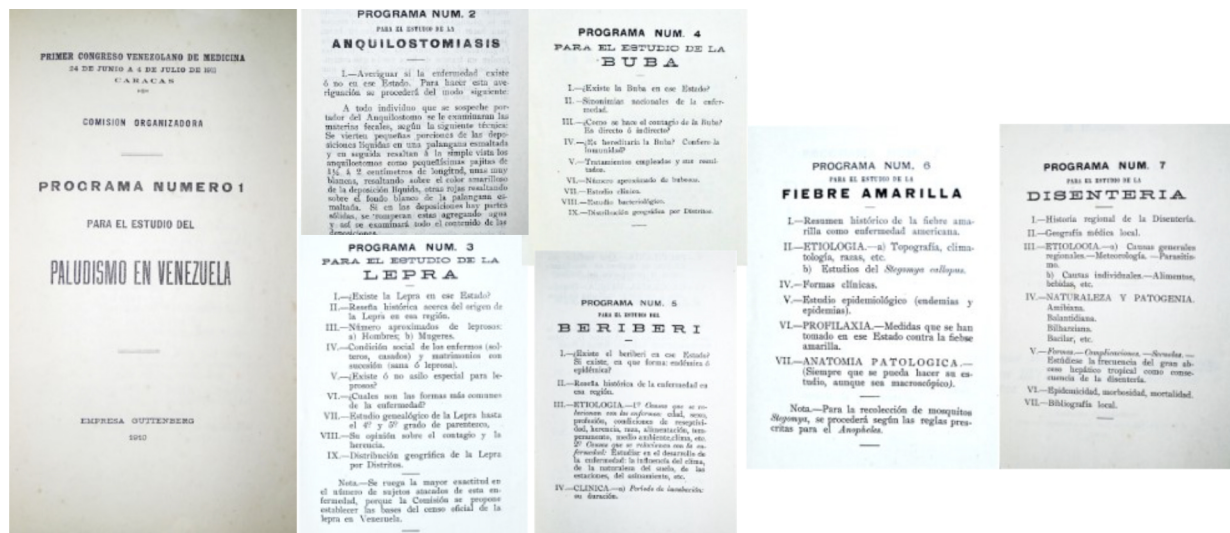 PRIMER CONGRESO VENEZOLANO DE MEDICINA
24 DE JUNIO A 4 DE JULIO DE 1911
CARACAS
COMISION ORGANIZADORA
PROGRAMA NUMERO 1
PARA EL ESTUDIO DEL
PALUDISMO EN VENEZUELA
EMPRESA GUTTENBERG
1910
PROGRAMA NUM. 2
PARA EL ESTUDIO DE LA
ANQUILOSTOMIASIS
I.—Averiguar si la enfermedad existe
ó no en ese Estado. Para hacer esta ave-
riguación se procederá del modo siguiente:
A todo individuo que se sospeche por-
tador del Anquilostomo se le examinaran las
materias fecales, según la siguiente técnica:
Se vierten pequeñas porciones de las depo-
siciones líquidas en una palangana esmaltada
y en seguida resaltan á la simple vista los
anquilostomos como pequeñísimas pajitas de
1½ á 2 centímetros de longitud, unas muy
blancas, resaltando sobre el color amarilloso
de la deposición líquida, otras rojas resaltando
sobre el fondo blanco de la palangana es-
maltada. Si en las deposiciones hay partes
sólidas, se romperan estas agregando agua
y así se examinará todo el contenido de las
deposiciones.
PROGRAMA NUM. 3
PARA EL ESTUDIO DE LA
LEPRA
I.—¿Existe la Lepra en ese Estado?
II.—Reseña histórica acerca del origen de
la Lepra en esa región.
III.—Número aproximados de leprosos:
a) Hombres; b) Mugeres.
IV.—Condición social de los enfermos (sol-
teros, casados) y matrimonios con
sucesión (sana ó leprosa).
V.—¿Existe ó no asilo especial para le-
prosos?
VI.—¿Cuales son las formas más comunes
de la enfermedad?
VII.—Estudio genealógico de la Lepra hasta
el 4º y 5º grado de parentesco.
VIII.—Su opinión sobre el contagio y la
herencia.
IX.—Distribución geográfica de la Lepra
por Distritos.
Nota.—Se ruega la mayor exactitud en
el número de sujetos atacados de esta en-
fermedad, porque la Comisión se propone
establecer las bases del censo oficial de la
lepra en Venezuela.
PROGRAMA NUM. 4
PARA EL ESTUDIO DE LA
BUBA
I.—¿Existe la Buba en ese Estado?
II.—Sinonimias nacionales de la enfer-
medad.
III.—¿Como se hace el contagio de la Buba?
Es directo ó indirecto?
IV.—¿Es hereditaria la Buba? Confiere la
inmunidad?
V.—Tratamientos empleados y sus resul-
tados.
VI.—Número aproximado de bubosos.
VII.—Estudio clínico.
VIII.—Estudio bacteriológico.
IX.—Distribución geográfica por Distritos.
PROGRAMA NUM. 5
PARA EL ESTUDIO DEL
BERIBERI
I.—¿Existe el beriberi en ese Estado?
Si existe, en que forma: endémica ó
epidémica?
II.—Reseña histórica de la enfermedad en
esa región.
III.—ETIOLOGIA.—1º Causas que se re-
lacionan con los enfermos: edad, sexo,
profesión, condiciones de receptivi-
dad, herencia, raza, alimentación, tem-
peramento, medio ambiente, clima, etc.
2º Causas que se relacionan con la en-
fermedad: Estudiar en el desarrollo de
la enfermedad: la influencia del clima,
de la naturaleza del suelo, de las
estaciones, del asinamiento, etc.
IV.—CLINICA.—a) Período de incubación:
su duración.
PROGRAMA NUM. 6
PARA EL ESTUDIO DE LA
FIEBRE AMARILLA
I.—Resumen histórico de la fiebre ama-
rilla como enfermedad americana.
II.—ETIOLOGIA.—a) Topografía, clima-
tología, razas, etc.
b) Estudios del Stegomya callopus.
IV.—Formas clínicas.
V.—Estudio epidemiológico (endemias y
epidemias).
VI.—PROFILAXIA.—Medidas que se han
tomado en ese Estado contra la fiebse
amarilla.
VII.—ANATOMIA PATOLOGICA.—
(Siempre que se pueda hacer su es-
tudio, aunque sea macroscópico).
Nota.—Para la recolección de mosquitos
Stegomya, se procederá según las reglas pres-
critas para el Anopheles.
PROGRAMA NUM. 7
PARA EL ESTUDIO DE LA
DISENTERIA
I.—Historia regional de la Disentería.
II.—Geografía médica local.
III.—ETIOLOGIA.—a) Causas generales
regionales.—Meteorología.—Parasitis-
mo.
b) Causas individuales.—Alimentos,
bebidas, etc.
IV.—NATURALEZA Y PATOGENIA.
Amibiana.
Balantidiana.
Bilharziana.
Bacilar, etc.
V.—Formas.—Complicaciones.—Secuelas.—
Estúdiese la frecuencia del gran abs-
ceso hepático tropical como conse-
cuencia de la disentería.
VI.—Epidemicidad, morbosidad, mortalidad.
VII.—Bibliografía local.